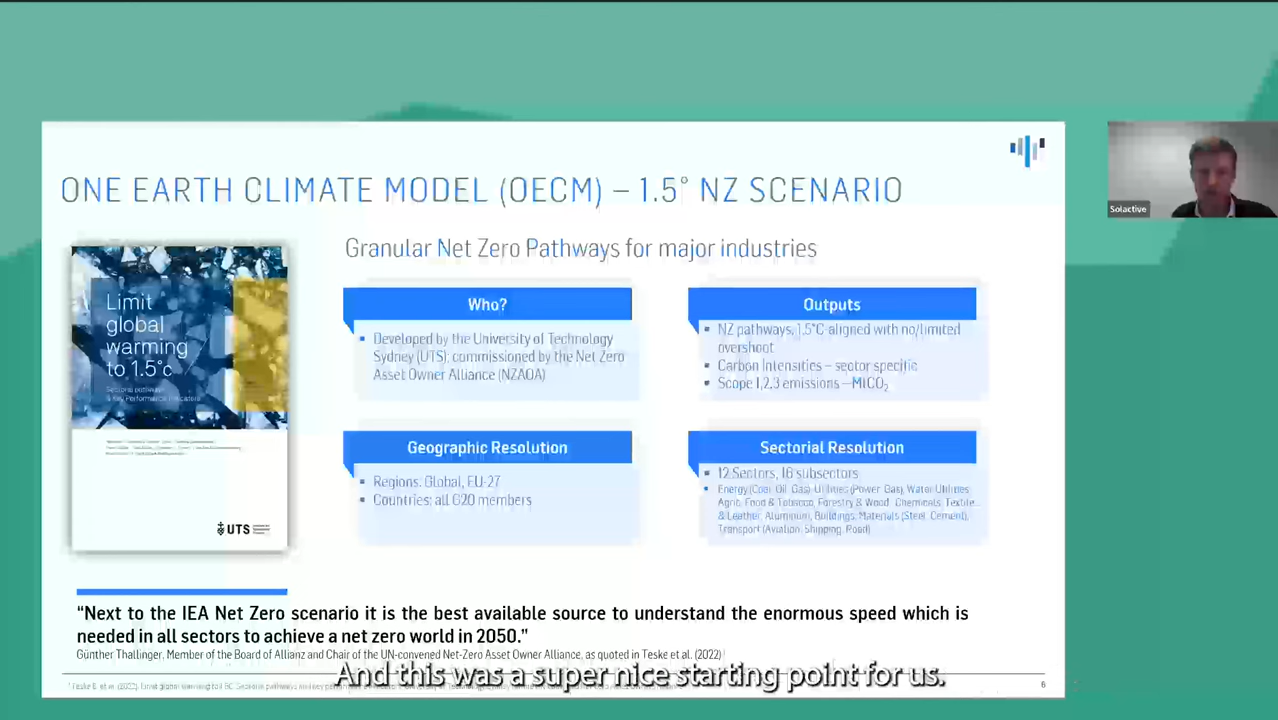 ONE EARTH CLIMATE MODEL (OECM) – 1.5° NZ SCENARIO
Solactive
Granular Net Zero Pathways for major industries
Limit
global
warming
to 1.5°c
Sectoral pathways
& Key Performance Indicators
UTS
Who?
▪ Developed by the University of Technology
Sydney (UTS); commissioned by the Net Zero
Asset Owner Alliance (NZAOA)
Outputs
▪ NZ pathways, 1.5°C-aligned with no/limited
overshoot
▪ Carbon Intensities – sector specific
▪ Scope 1,2,3 emissions – MtCO₂
Geographic Resolution
▪ Regions: Global, EU-27
▪ Countries: all G20 members
Sectorial Resolution
▪ 12 Sectors, 16 subsectors
▪ Energy (Coal, Oil, Gas), Utilities (Power, Gas), Water Utilities
Agric, Food & Tobacco, Forestry & Wood, Chemicals, Textile
& Leather, Aluminum, Buildings, Materials (Steel, Cement),
Transport (Aviation, Shipping, Road)
“Next to the IEA Net Zero scenario it is the best available source to understand the enormous speed which is
needed in all sectors to achieve a net zero world in 2050.”
Günther Thallinger, Member of the Board of Allianz and Chair of the UN-convened Net-Zero Asset Owner Alliance, as quoted in Teske et al. (2022)
And this was a super nice starting point for us.
6